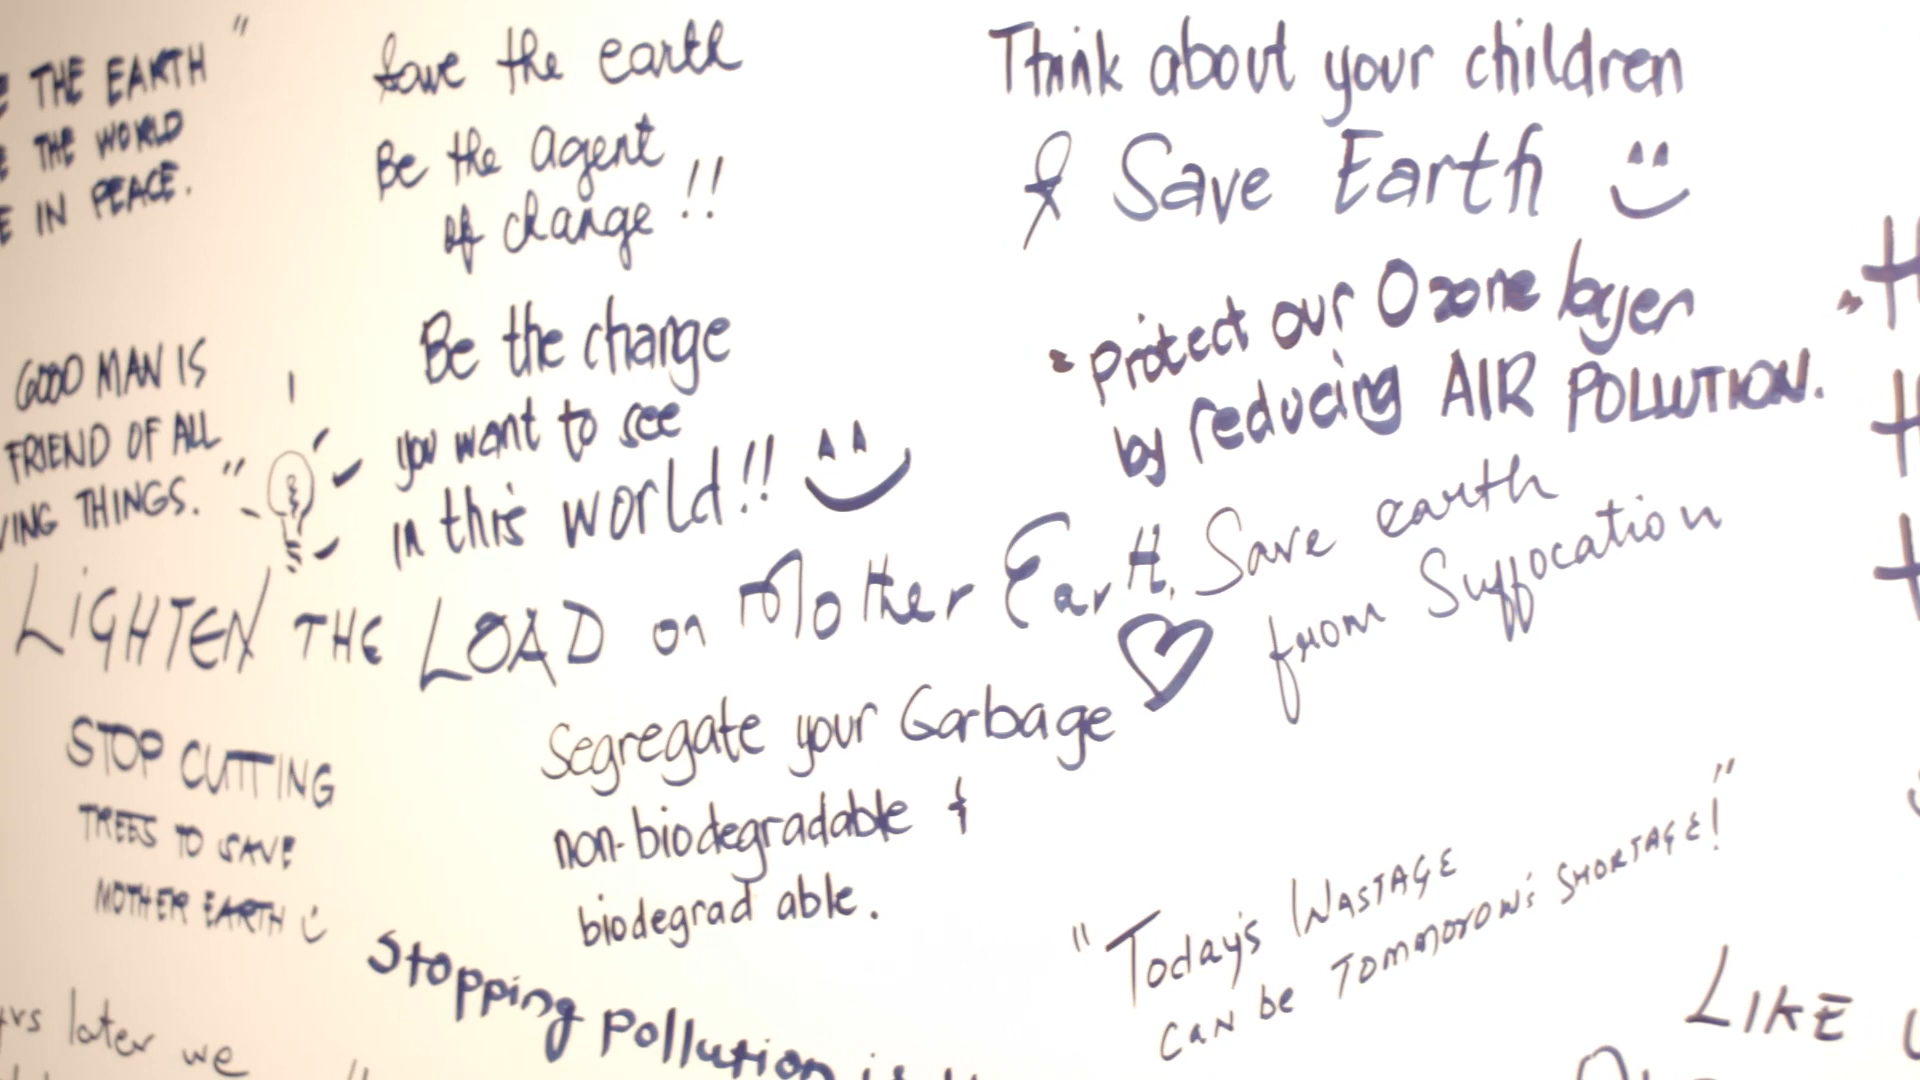 THE EARTH "
THE WORLD
IN PEACE.
Save the earth
Be the agent
of change !!
Think about your children
& Save Earth
GOOD MAN IS
FRIEND OF ALL
VING THINGS. "
Be the change
you want to see
in this world!!
• Protect our Ozone layer
by reducing AIR POLLUTION.
LiGHTEN THE LOAD on Mother Earth.
Save earth
from Suffocation
STOP CUTTING
TREES TO SAVE
MOTHER EARTH
Segregate your Garbage
non-biodegradable &
biodegrad able.
"Today's WASTAGE
CAN be TOMMOROW'S SHORTAGE!"
rs later we
Stopping Pollution is
LIKE